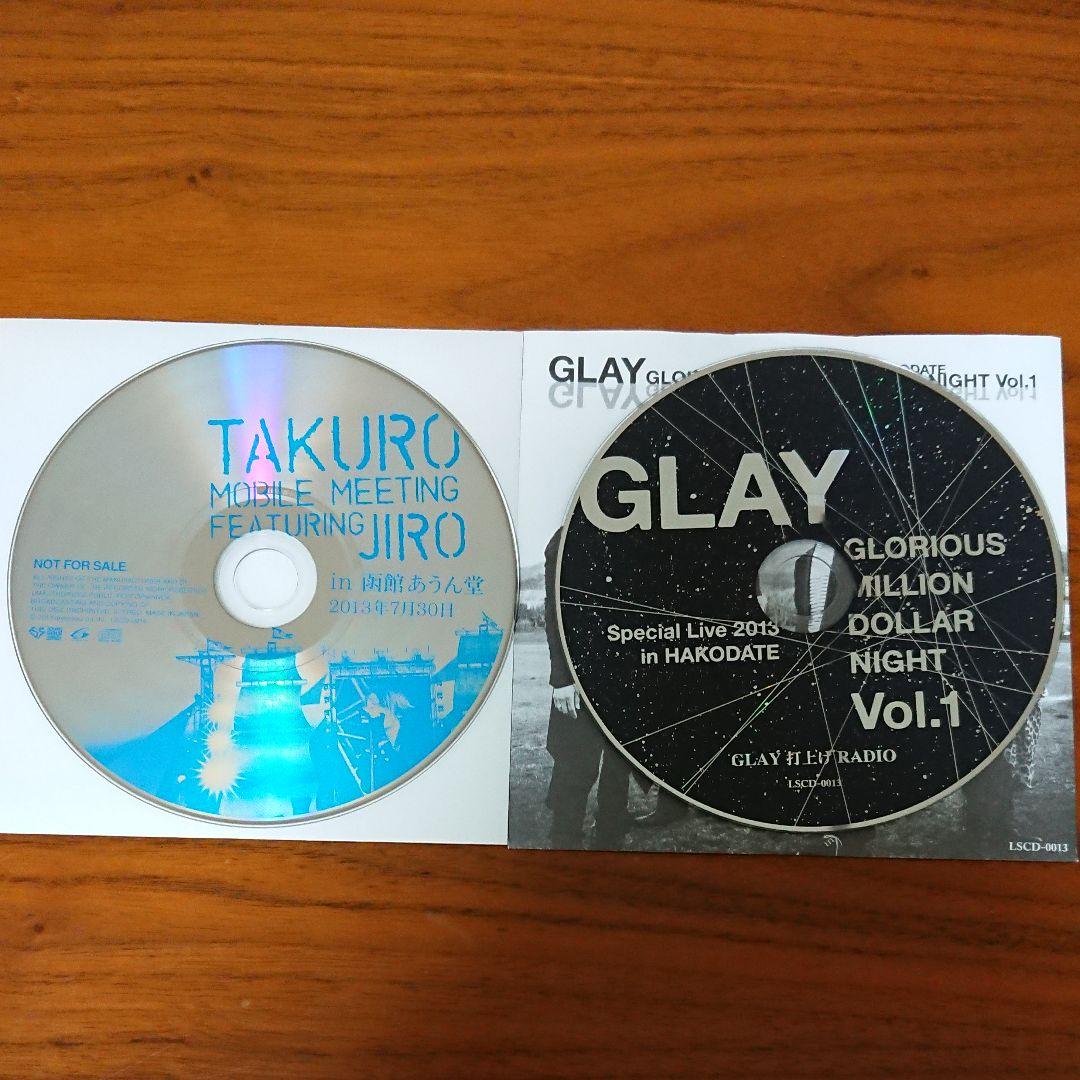 TAKURO
MOBILE MEETING
FEATURING JIRO
in 函館あうん堂
2013年7月30日
NOT FOR SALE
GLAY
NIGHT Vol.1
GLAY
GLORIOUS
MILLION
DOLLAR
NIGHT
Vol.1
Special Live 2013
in HAKODATE
GLAY 打上げ RADIO
LSCD-0013
LSCD-0013